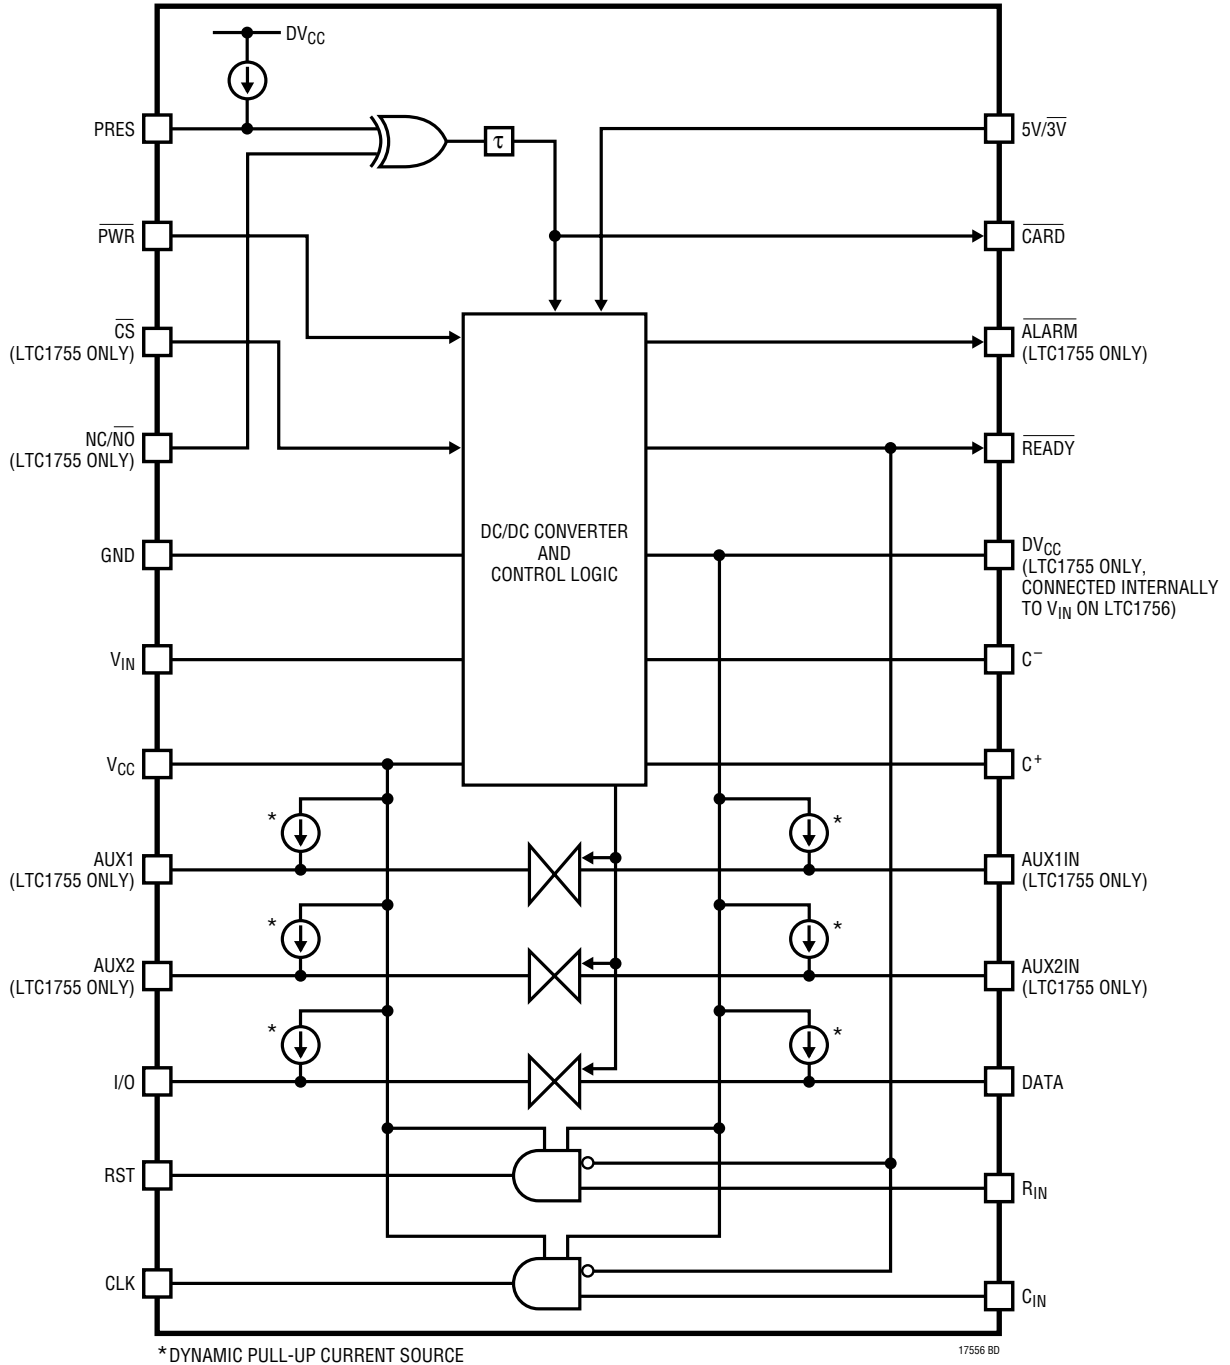 DVCC
PRES
5V/3V
τ
PWR
CARD
CS
(LTC1755 ONLY)
ALARM
(LTC1755 ONLY)
NC/NO
(LTC1755 ONLY)
READY
DC/DC CONVERTER
AND
CONTROL LOGIC
GND
DVCC
(LTC1755 ONLY,
CONNECTED INTERNALLY
TO VIN ON LTC1756)
VIN
C−
VCC
C+
*
*
AUX1
(LTC1755 ONLY)
AUX1IN
(LTC1755 ONLY)
*
*
AUX2
(LTC1755 ONLY)
AUX2IN
(LTC1755 ONLY)
*
*
I/O
DATA
RST
RIN
CLK
CIN
*DYNAMIC PULL-UP CURRENT SOURCE
17556 BD